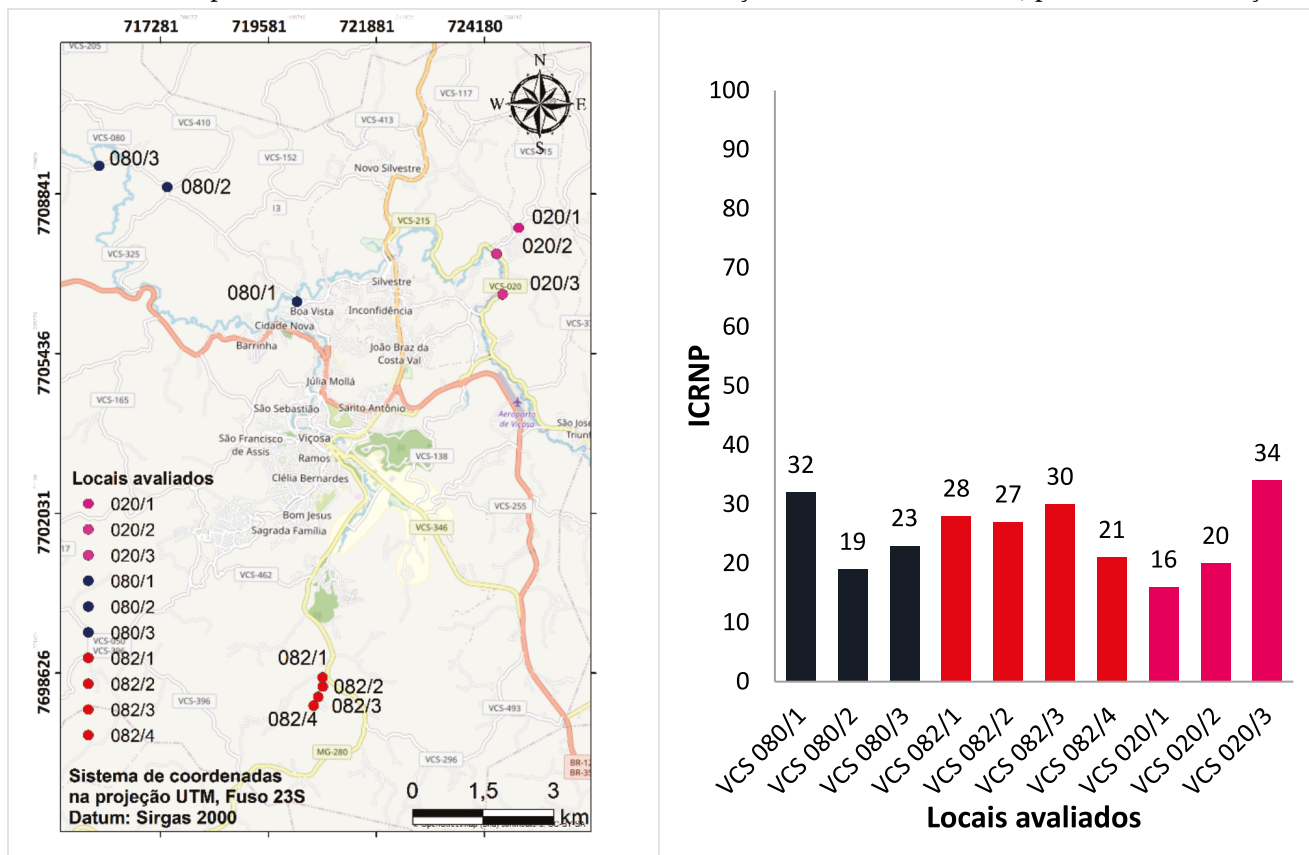 717281 719581 721881 724180
VCS-205
N
W E
S
VCS-117
VCS-410
VCS-413
VCS-080
VCS-152
080/3
080/2
Novo Silvestre
7708841
I3
VCS-215
020/1
020/2
VCS-325
020/3
Silvestre
VCS-020
080/1
Boa Vista
Inconfidência
Cidade Nova
Barrinha
João Braz da
Costa Val
7705436
Júlia Mollá
VCS-165
São Sebastião
Santo Antônio
Aeroporto
de Viçosa
São José
Triunf
São Francisco
de Assis
Viçosa
Ramos
VCS-138
Clélia Bernardes
Locais avaliados
020/1
020/2
020/3
080/1
080/2
080/3
082/1
082/2
082/3
082/4
7702031
Bom Jesus
Sagrada Família
VCS-255
VCS-346
VCS-462
7698626
082/1
082/2
082/3
082/4
VCS-396
VCS-493
MG-280
VCS-296
Sistema de coordenadas
na projeção UTM, Fuso 23S
Datum: Sirgas 2000
0 1,5 3
km
ICRNP
100
90
80
70
60
50
40
30
20
10
0
32 19 23 28 27 30 21 16 20 34
VCS 080/1 VCS 080/2 VCS 080/3 VCS 082/1 VCS 082/2 VCS 082/3 VCS 082/4 VCS 020/1 VCS 020/2 VCS 020/3
Locais avaliados